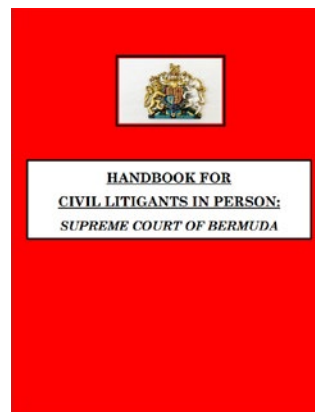 HANDBOOK FOR
CIVIL LITIGANTS IN PERSON:
SUPREME COURT OF BERMUDA